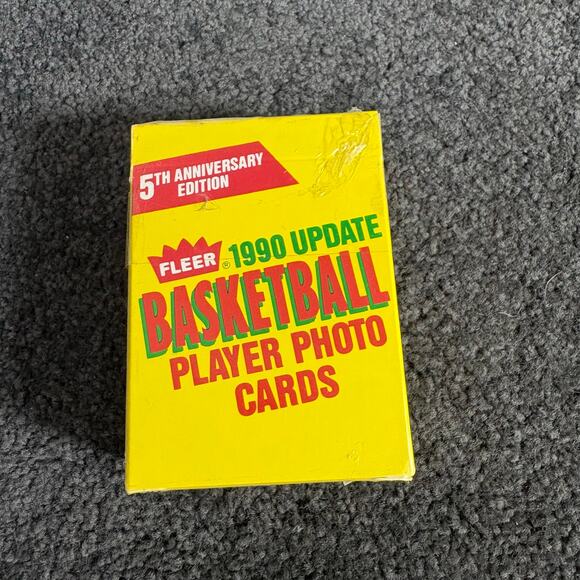 5TH ANNIVERSARY
EDITION
FLEER ® 1990 UPDATE
BASKETBALL
PLAYER PHOTO
CARDS